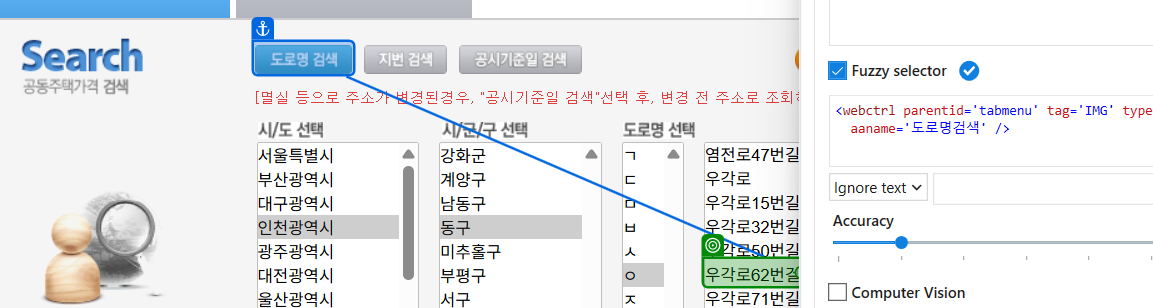 Search
공동주택가격 검색
도로명 검색
지번 검색
공시기준일 검색
[멸실 등으로 주소가 변경된경우, "공시기준일 검색"선택 후, 변경 전 주소로 조회하
시/도 선택
서울특별시
부산광역시
대구광역시
인천광역시
광주광역시
대전광역시
울산광역시
시/군/구 선택
강화군
계양구
남동구
동구
미추홀구
부평구
서구
도로명 선택
ㄱ
ㄷ
ㅁ
ㅂ
ㅅ
ㅇ
ㅈ
염전로47번길
우각로
우각로15번길
우각로32번길
우각로50번길
우각로62번길
우각로71번길
Fuzzy selector
<webctrl parentid='tabmenu' tag='IMG' type
aaname='도로명검색' />
Ignore text
Accuracy
Computer Vision